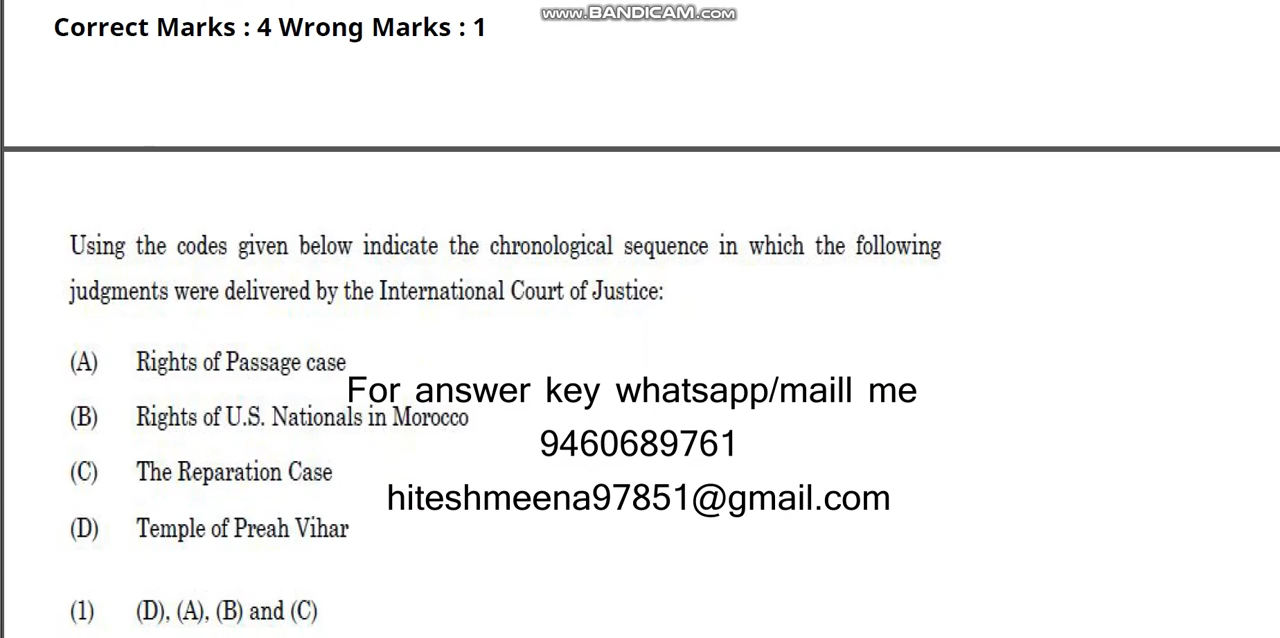 www.BANDICAM.com
Correct Marks : 4 Wrong Marks : 1
Using the codes given below indicate the chronological sequence in which the following
judgments were delivered by the International Court of Justice:
(A) Rights of Passage case
For answer key whatsapp/maill me
(B) Rights of U.S. Nationals in Morocco
9460689761
(C) The Reparation Case
hiteshmeena97851@gmail.com
(D) Temple of Preah Vihar
(1) (D), (A), (B) and (C)